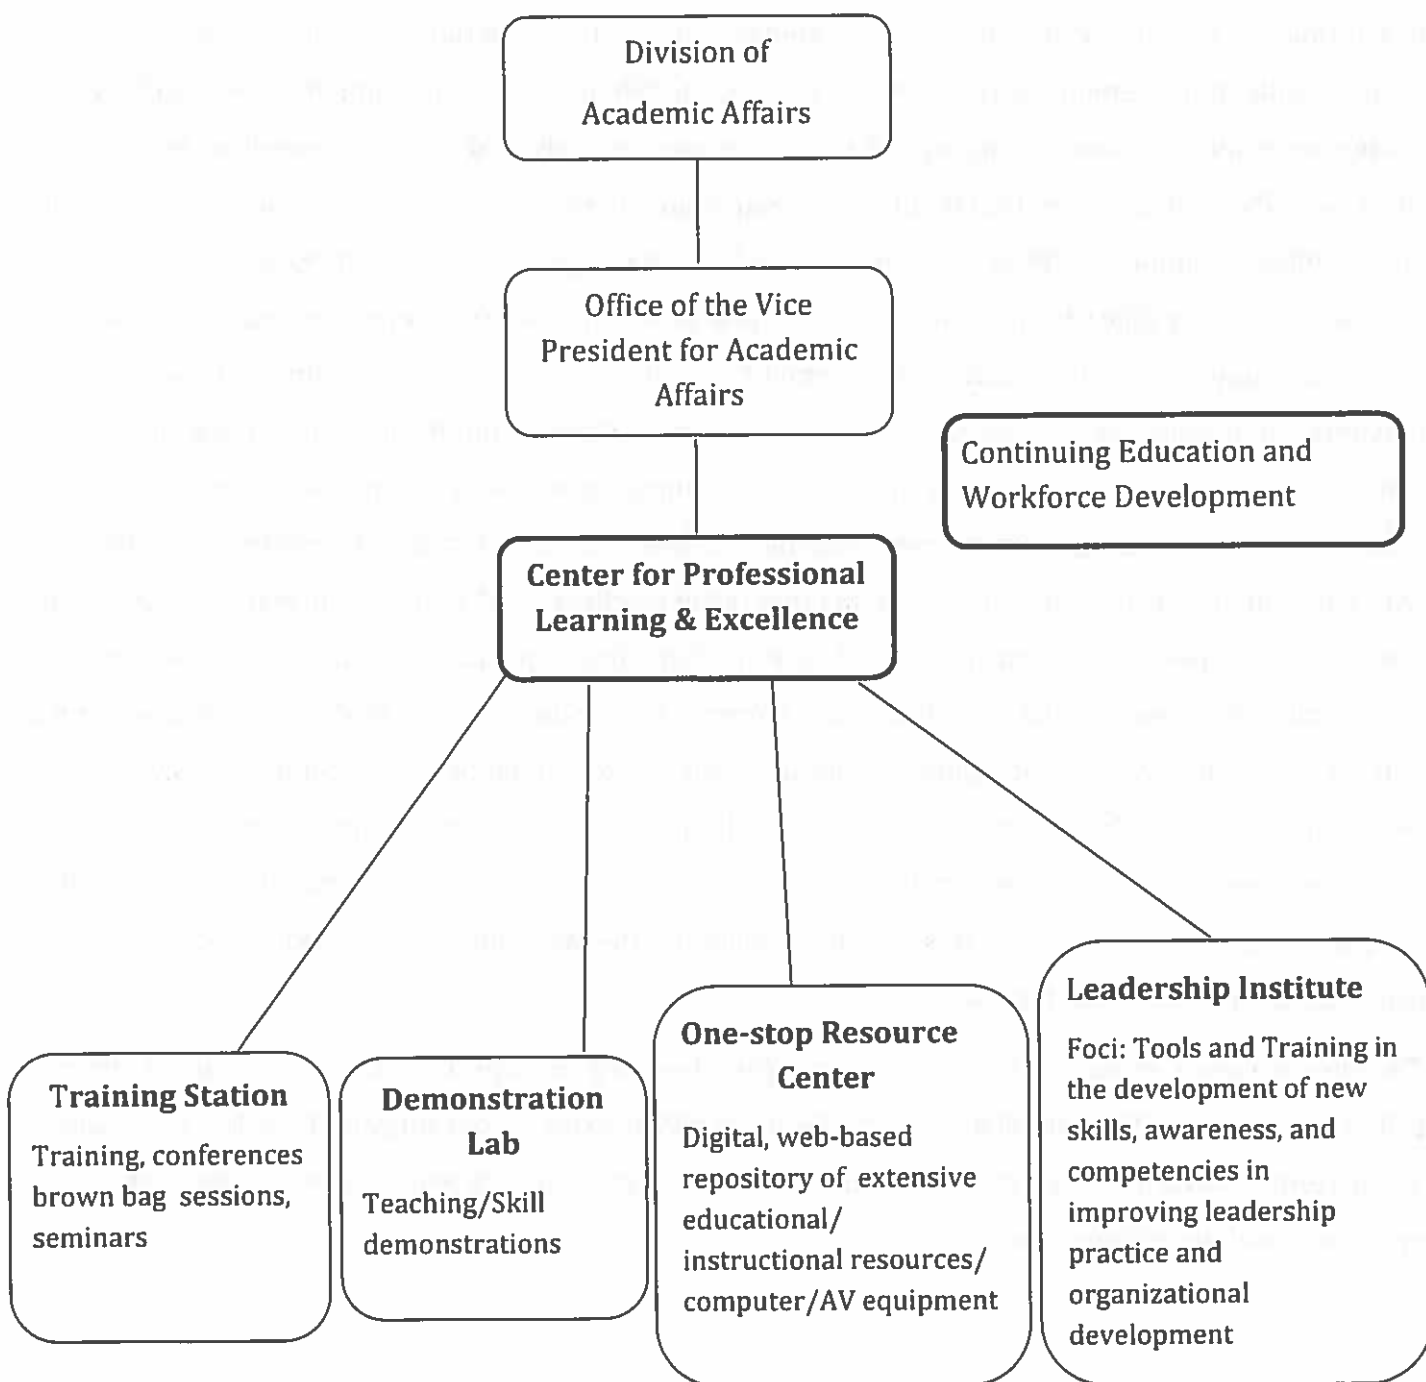 Division of
Academic Affairs
Office of the Vice
President for Academic
Affairs
Continuing Education and
Workforce Development
Center for Professional
Learning & Excellence
Training Station
Training, conferences
brown bag sessions,
seminars
Demonstration
Lab
Teaching/Skill
demonstrations
One-stop Resource
Center
Digital, web-based
repository of extensive
educational/
instructional resources/
computer/AV equipment
Leadership Institute
Foci: Tools and Training in
the development of new
skills, awareness, and
competencies in
improving leadership
practice and
organizational
development